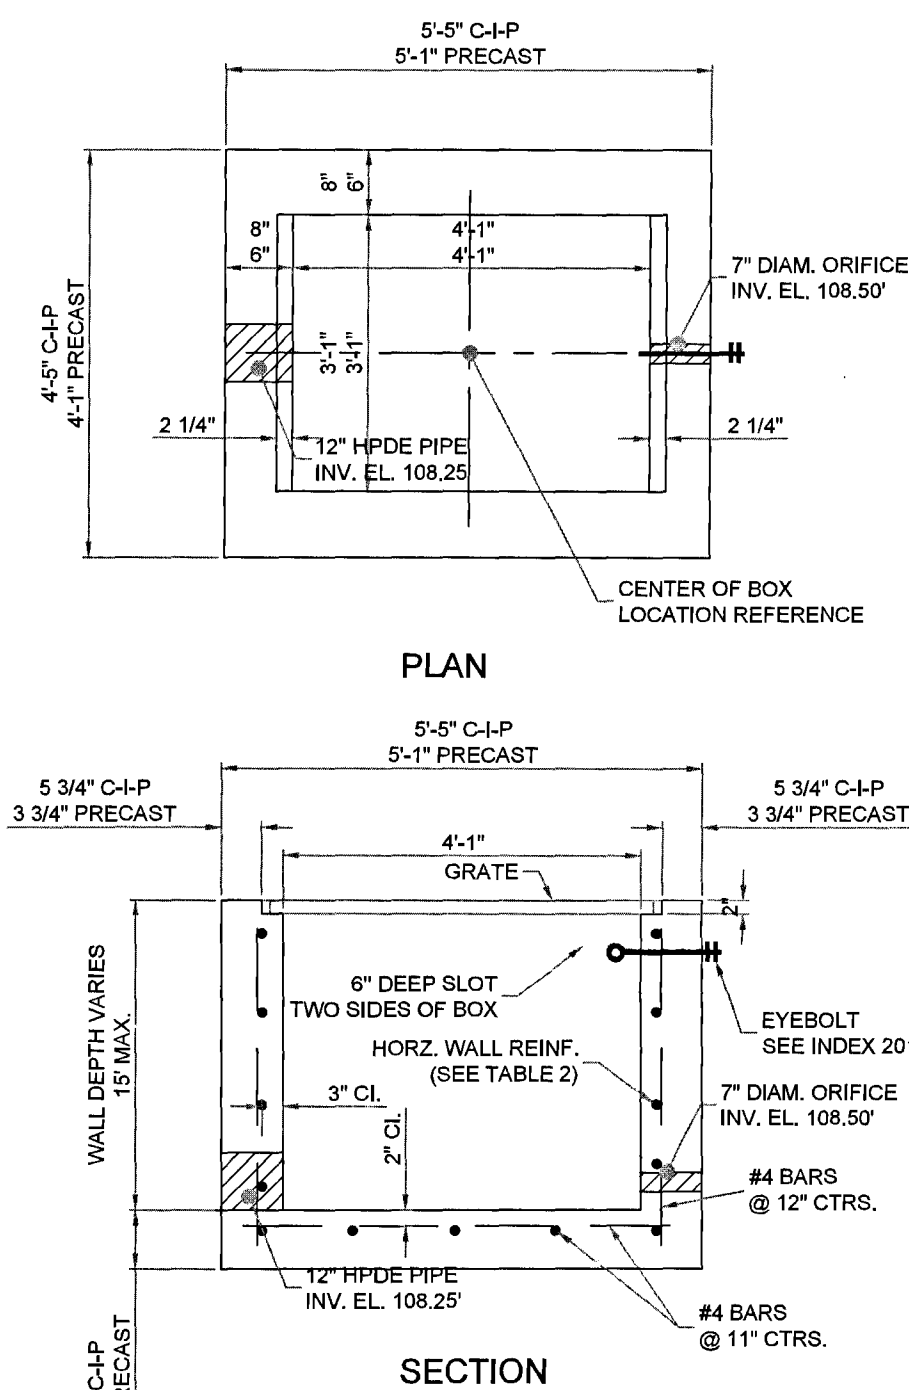 5'-5" C-I-P
5'-1" PRECAST
4'-5" C-I-P
4'-1" PRECAST
8"
6"
8"
6"
4'-1"
4'-1"
3'-1"
3'-1"
7" DIAM. ORIFICE
INV. EL. 108.50'
2 1/4"
2 1/4"
12" HPDE PIPE
INV. EL. 108.25
CENTER OF BOX
LOCATION REFERENCE
PLAN
5'-5" C-I-P
5'-1" PRECAST
5 3/4" C-I-P
3 3/4" PRECAST
5 3/4" C-I-P
3 3/4" PRECAST
4'-1"
GRATE
2"
WALL DEPTH VARIES
15' MAX.
6" DEEP SLOT
TWO SIDES OF BOX
EYEBOLT
SEE INDEX 20
HORZ. WALL REINF.
(SEE TABLE 2)
3" Cl.
2" Cl.
7" DIAM. ORIFICE
INV. EL. 108.50'
#4 BARS
@ 12" CTRS.
12" HPDE PIPE
INV. EL. 108.25'
#4 BARS
@ 11" CTRS.
C-I-P
RECAST
SECTION